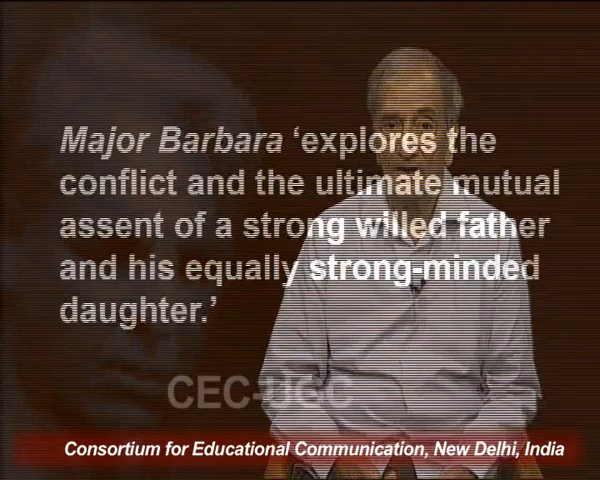 Major Barbara ‘explores the
conflict and the ultimate mutual
assent of a strong willed father
and his equally strong-minded
daughter.’
CEC-UGC
Consortium for Educational Communication, New Delhi, India